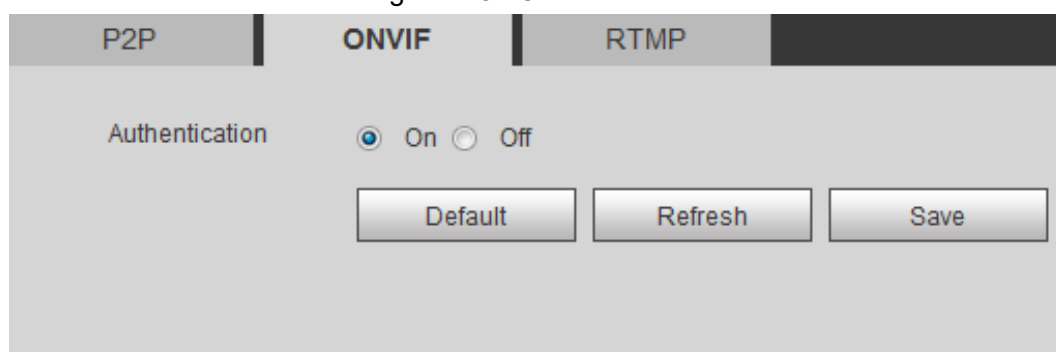 P2P ONVIF RTMP
Authentication On Off
Default Refresh Save